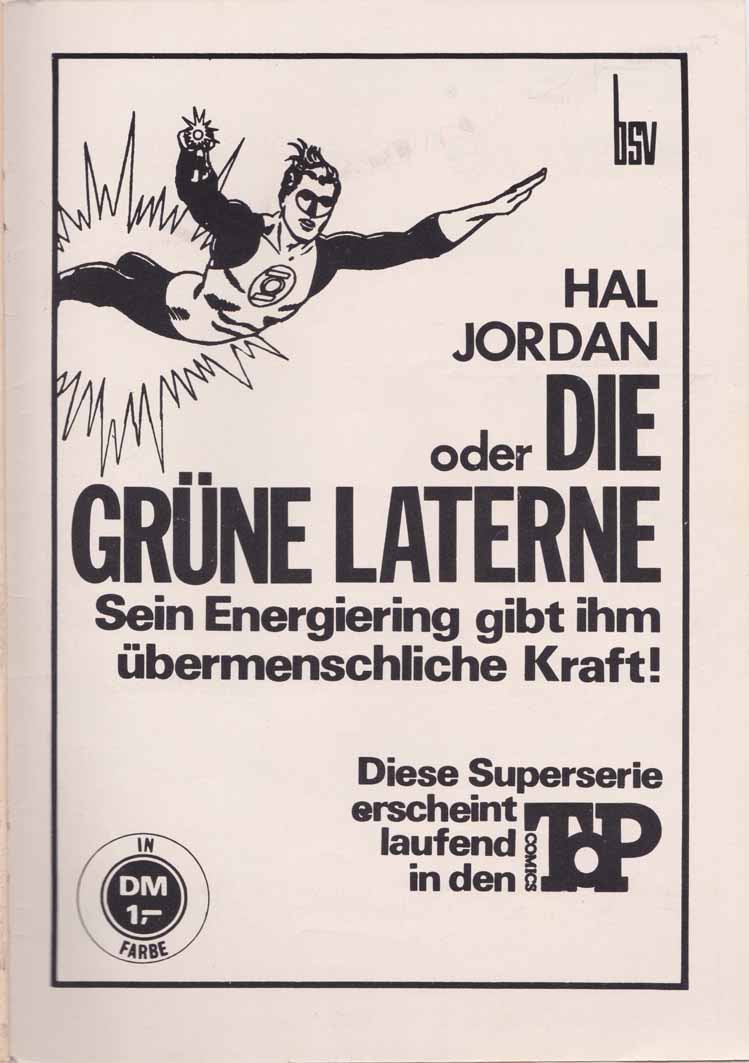 bsv
HAL
JORDAN
oder DIE
GRÜNE LATERNE
Sein Energiering gibt ihm
übermenschliche Kraft!
Diese Superserie
erscheint
laufend
in den
TOP
COMICS
IN
DM
1,-
FARBE